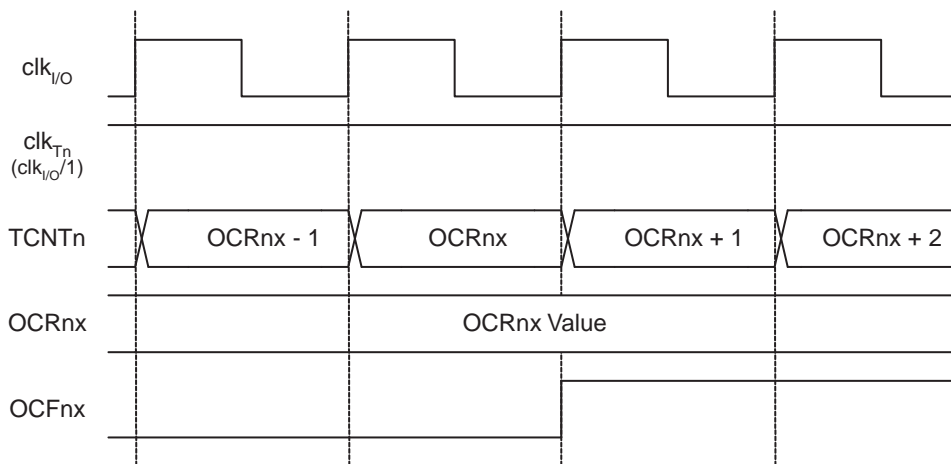 clkI/O
clkTn
(clkI/O/1)
TCNTn
OCRnx - 1
OCRnx
OCRnx + 1
OCRnx + 2
OCRnx
OCRnx Value
OCFnx